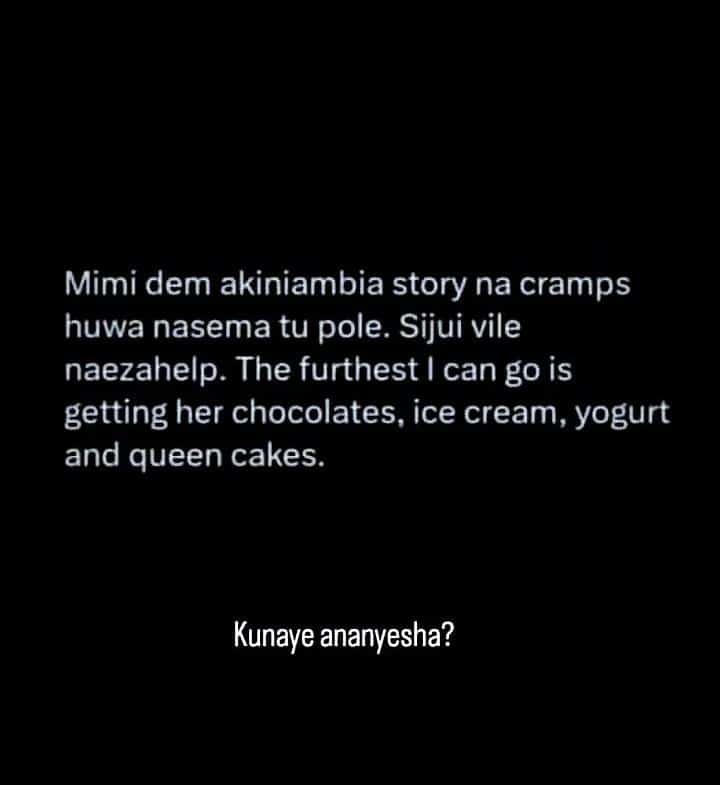 Mimi dem akiniambia story na cramps
huwa nasema tu pole. Sijui vile
naezahelp. The furthest I can go is
getting her chocolates, ice cream, yogurt
and queen cakes.
Kunaye ananyesha?